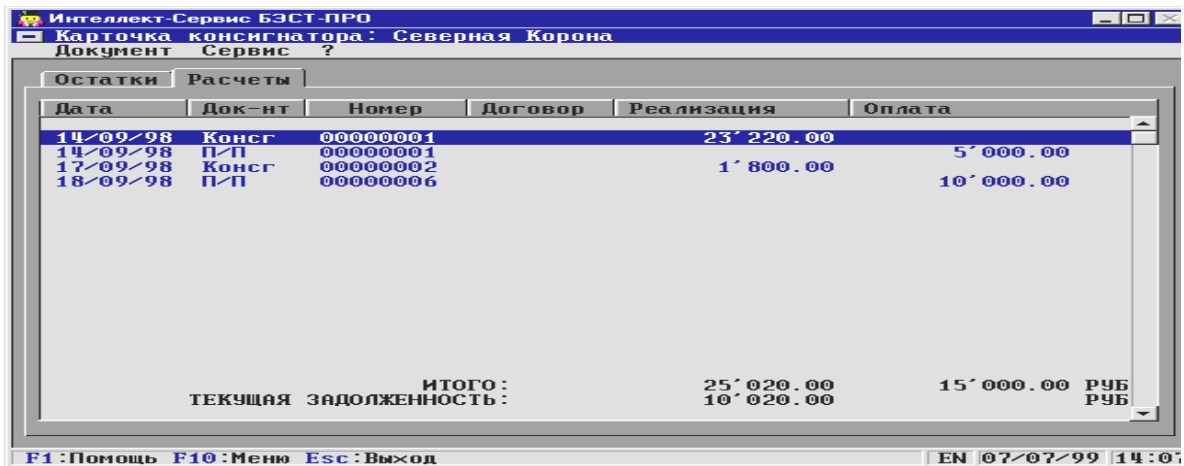 Интеллект-Сервис БЭСТ-ПРО
Карточка консигнатора: Северная Корона
Документ Сервис ?
Остатки Расчеты
Дата Док-нт Номер Договор Реализация Оплата
14/09/98 Консг 00000001 23'220.00
14/09/98 П/П 00000001 5'000.00
17/09/98 Консг 00000002 1'800.00
18/09/98 П/П 00000006 10'000.00
ИТОГО: 25'020.00 15'000.00 РУБ
ТЕКУЩАЯ ЗАДОЛЖЕННОСТЬ: 10'020.00 РУБ
F1:Помощь F10:Меню Esc:Выход EN 07/07/99 14:07